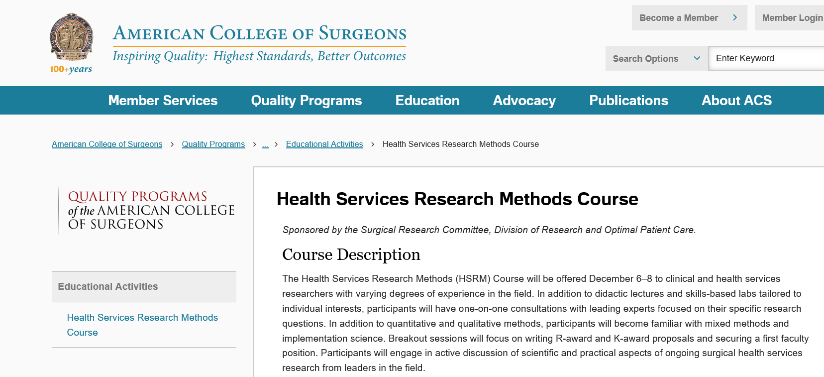 Become a Member
Member Login
AMERICAN COLLEGE OF SURGEONS
Inspiring Quality: Highest Standards, Better Outcomes
100+years
Search Options
Enter Keyword
Member Services
Quality Programs
Education
Advocacy
Publications
About ACS
American College of Surgeons > Quality Programs > ... > Educational Activities > Health Services Research Methods Course
QUALITY PROGRAMS
of the AMERICAN COLLEGE
OF SURGEONS
Educational Activities
Health Services Research Methods
Course
Health Services Research Methods Course
Sponsored by the Surgical Research Committee, Division of Research and Optimal Patient Care.
Course Description
The Health Services Research Methods (HSRM) Course will be offered December 6–8 to clinical and health services
researchers with varying degrees of experience in the field. In addition to didactic lectures and skills-based labs tailored to
individual interests, participants will have one-on-one consultations with leading experts focused on their specific research
questions. In addition to quantitative and qualitative methods, participants will become familiar with mixed methods and
implementation science. Breakout sessions will focus on writing R-award and K-award proposals and securing a first faculty
position. Participants will engage in active discussion of scientific and practical aspects of ongoing surgical health services
research from leaders in the field.